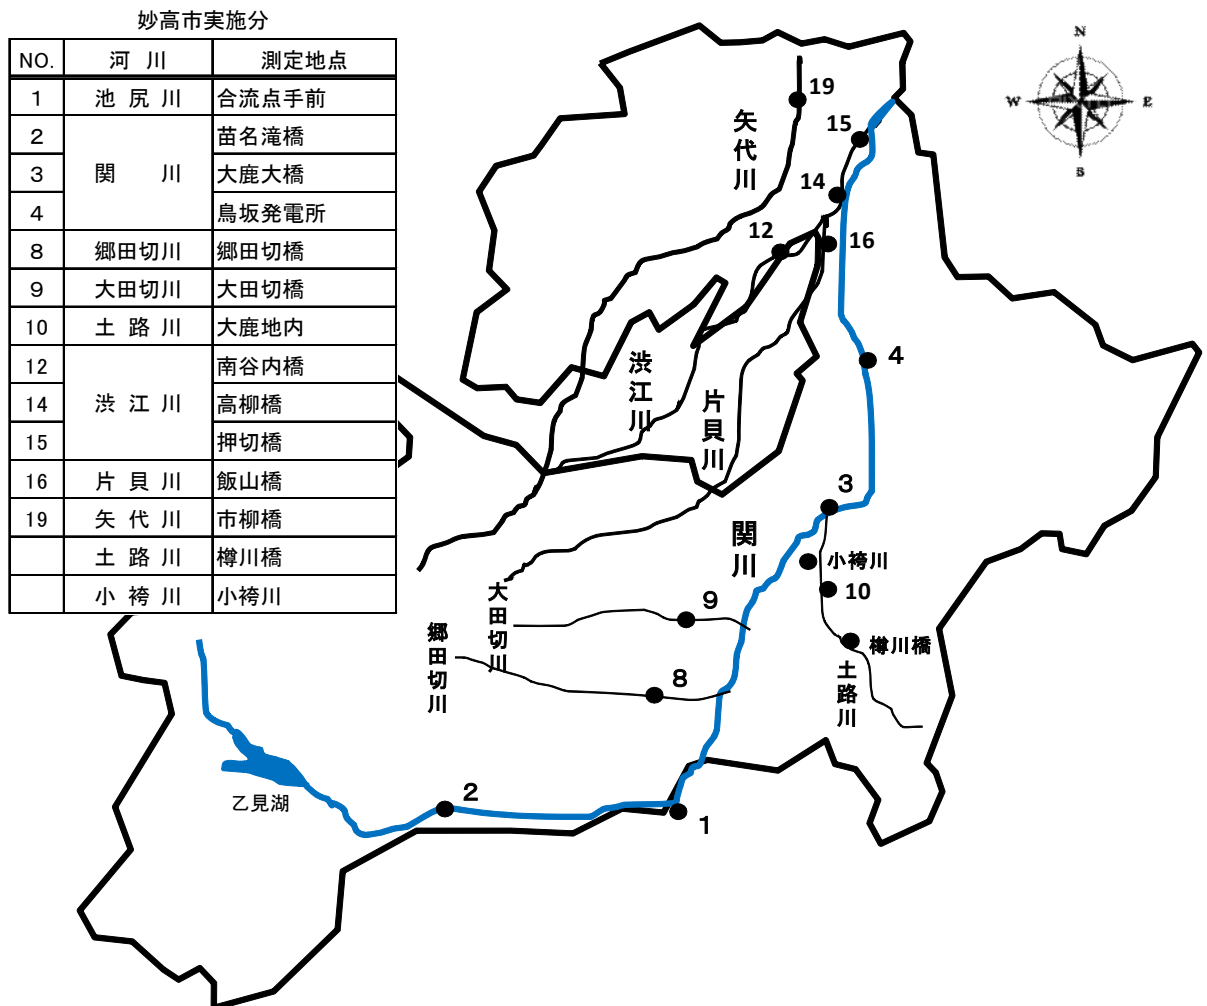 妙高市実施分
NO. 河 川 測定地点
1 池 尻 川 合流点手前
2 関 川 苗名滝橋
3 大鹿大橋
4 鳥坂発電所
8 郷田切川 郷田切橋
9 大田切川 大田切橋
10 土 路 川 大鹿地内
12 渋 江 川 南谷内橋
14 高柳橋
15 押切橋
16 片 貝 川 飯山橋
19 矢 代 川 市柳橋
土 路 川 樽川橋
小 袴 川 小袴川
N
W
E
B
19
矢代川
15
14
12
16
4
渋江川
片貝川
3
関川
小袴川
10
大田切川
9
樽川橋
郷田切川
8
土路川
乙見湖
2
1